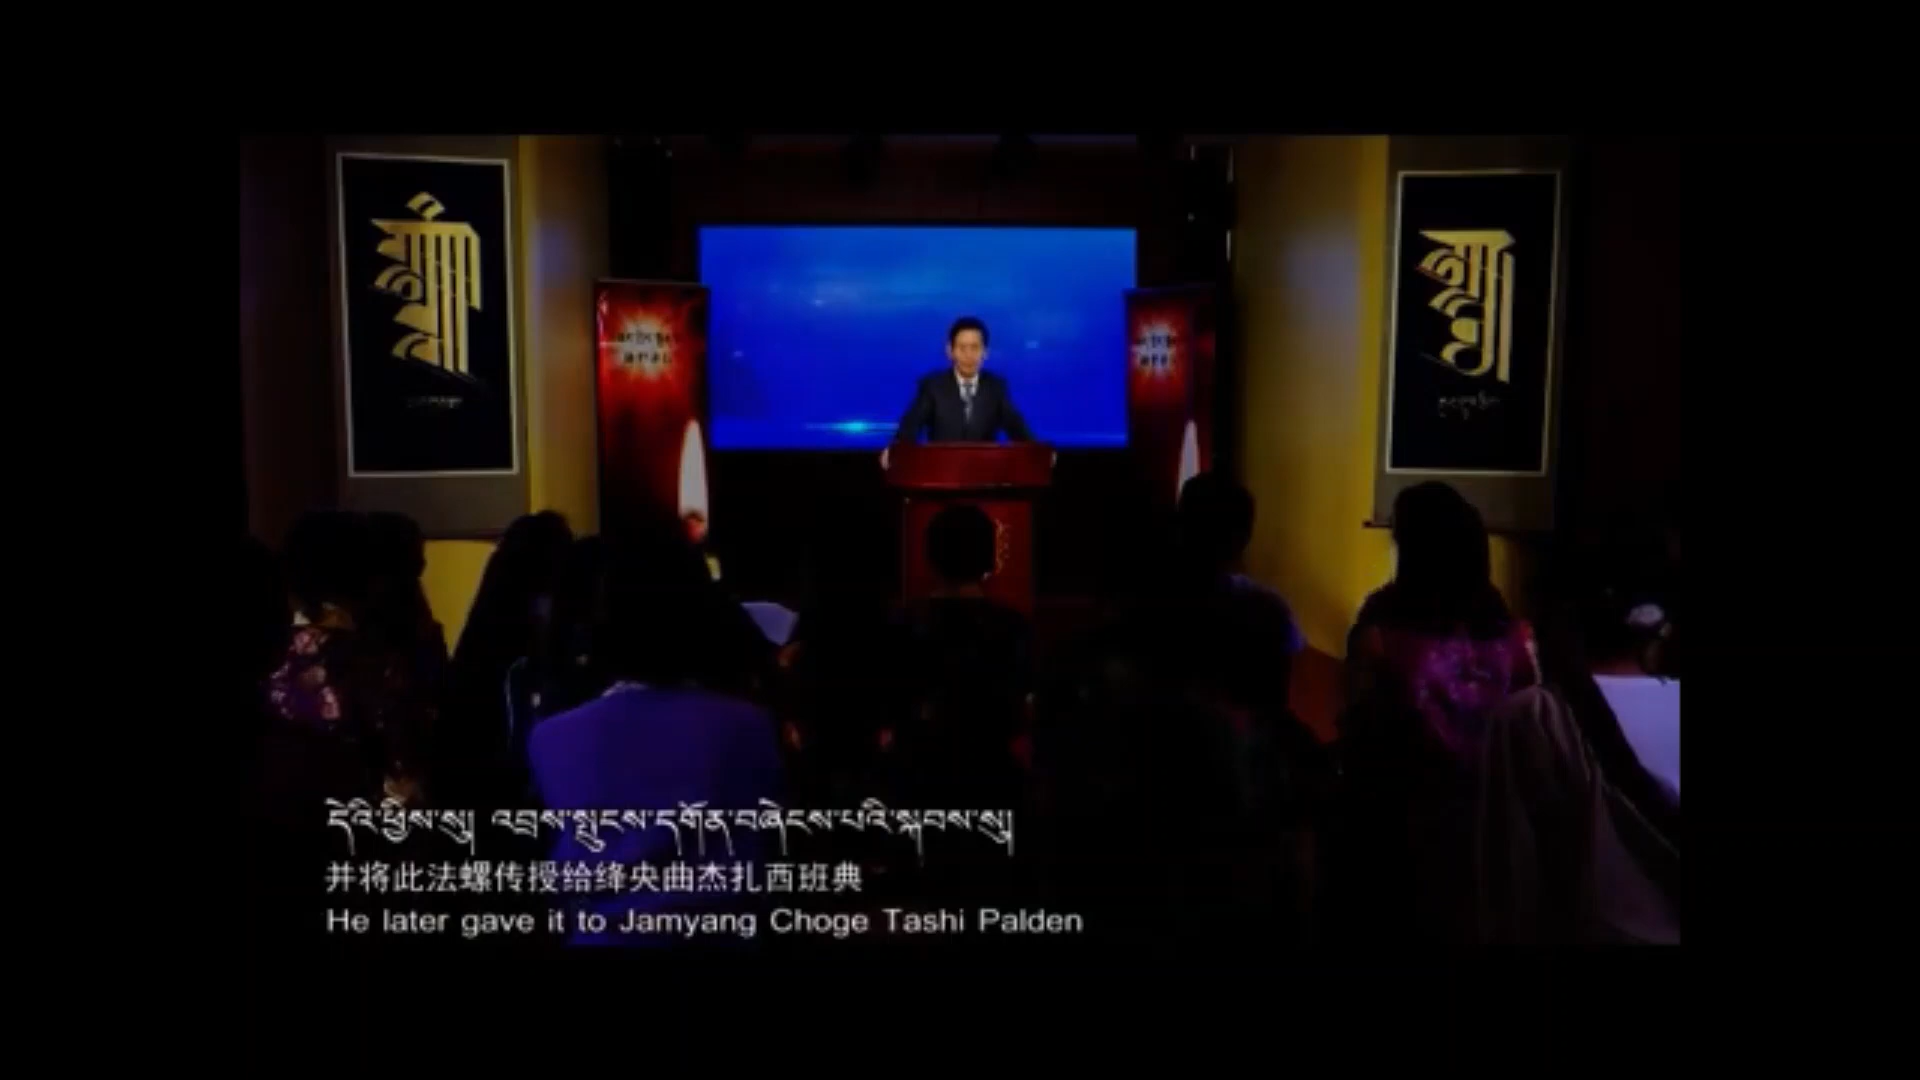 དེའི་ཕྱིས་སུ། འབྲས་སྤུངས་དགོན་བཞེངས་པའི་སྐབས་སུ།
并将此法螺传授给绛央曲杰扎西班典
He later gave it to Jamyang Choge Tashi Palden